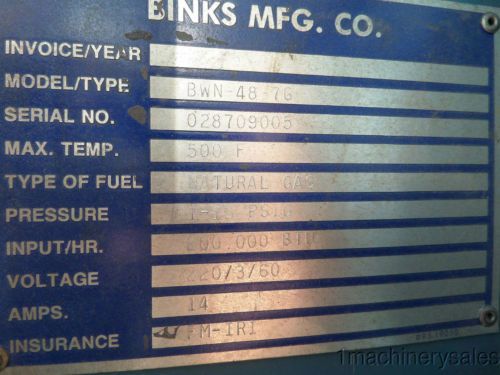 BINKS MFG. CO.
INVOICE/YEAR
MODEL/TYPE BWN-48-7G
SERIAL NO. 028709005
MAX. TEMP. 500 F
TYPE OF FUEL NATURAL GAS
PRESSURE PSIG
INPUT/HR. 000 BTU
VOLTAGE 220/3/60
AMPS. 14
INSURANCE FM-IRI
1machinerysales